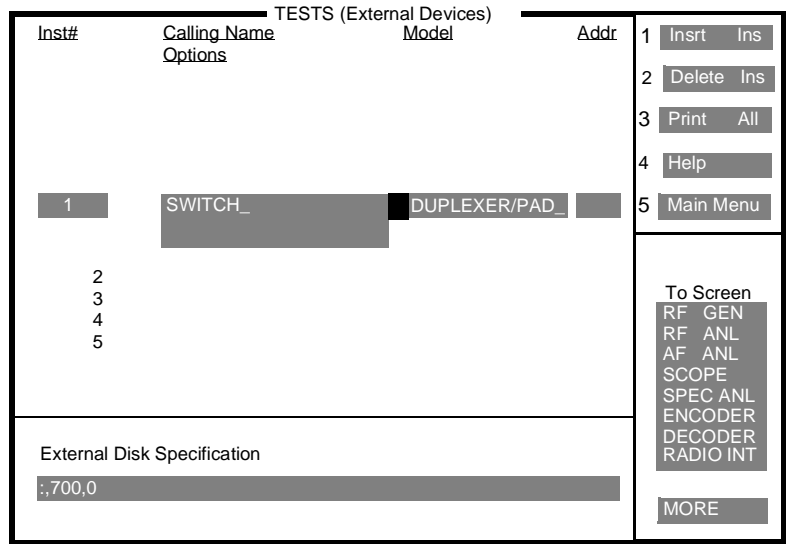 TESTS (External Devices)
Inst# Calling Name Model Addr
Options
1 SWITCH_ DUPLEXER/PAD_
2
3
4
5
External Disk Specification
:,700,0
1 Insrt Ins
2 Delete Ins
3 Print All
4 Help
5 Main Menu
To Screen
RF GEN
RF ANL
AF ANL
SCOPE
SPEC ANL
ENCODER
DECODER
RADIO INT
MORE